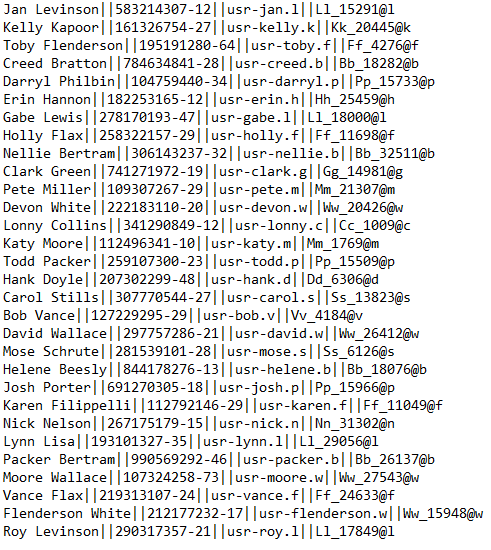 Jan Levinson||583214307-12||usr-jan.l||Ll_15291@l
Kelly Kapoor||161326754-27||usr-kelly.k||Kk_20445@k
Toby Flenderson||195191280-64||usr-toby.f||Ff_4276@f
Creed Bratton||784634841-28||usr-creed.b||Bb_18282@b
Darryl Philbin||104759440-34||usr-darryl.p||Pp_15733@p
Erin Hannon||182253165-12||usr-erin.h||Hh_25459@h
Gabe Lewis||278170193-47||usr-gabe.l||Ll_18000@l
Holly Flax||258322157-29||usr-holly.f||Ff_11698@f
Nellie Bertram||306143237-32||usr-nellie.b||Bb_32511@b
Clark Green||741271972-19||usr-clark.g||Gg_14981@g
Pete Miller||109307267-29||usr-pete.m||Mm_21307@m
Devon White||222183110-20||usr-devon.w||Ww_20426@w
Lonny Collins||341290849-12||usr-lonny.c||Cc_1009@c
Katy Moore||112496341-10||usr-katy.m||Mm_1769@m
Todd Packer||259107300-23||usr-todd.p||Pp_15509@p
Hank Doyle||207302299-48||usr-hank.d||Dd_6306@d
Carol Stills||307770544-27||usr-carol.s||Ss_13823@s
Bob Vance||127229295-29||usr-bob.v||Vv_4184@v
David Wallace||297757286-21||usr-david.w||Ww_26412@w
Mose Schrute||281539101-28||usr-mose.s||Ss_6126@s
Helene Beesly||844178276-13||usr-helene.b||Bb_18076@b
Josh Porter||691270305-18||usr-josh.p||Pp_15966@p
Karen Filippelli||112792146-29||usr-karen.f||Ff_11049@f
Nick Nelson||267175179-15||usr-nick.n||Nn_31302@n
Lynn Lisa||193101327-35||usr-lynn.l||Ll_29056@l
Packer Bertram||990569292-46||usr-packer.b||Bb_26137@b
Moore Wallace||107324258-73||usr-moore.w||Ww_27543@w
Vance Flax||219313107-24||usr-vance.f||Ff_24633@f
Flenderson White||212177232-17||usr-flenderson.w||Ww_15948@w
Roy Levinson||290317357-21||usr-roy.l||Ll_17849@l